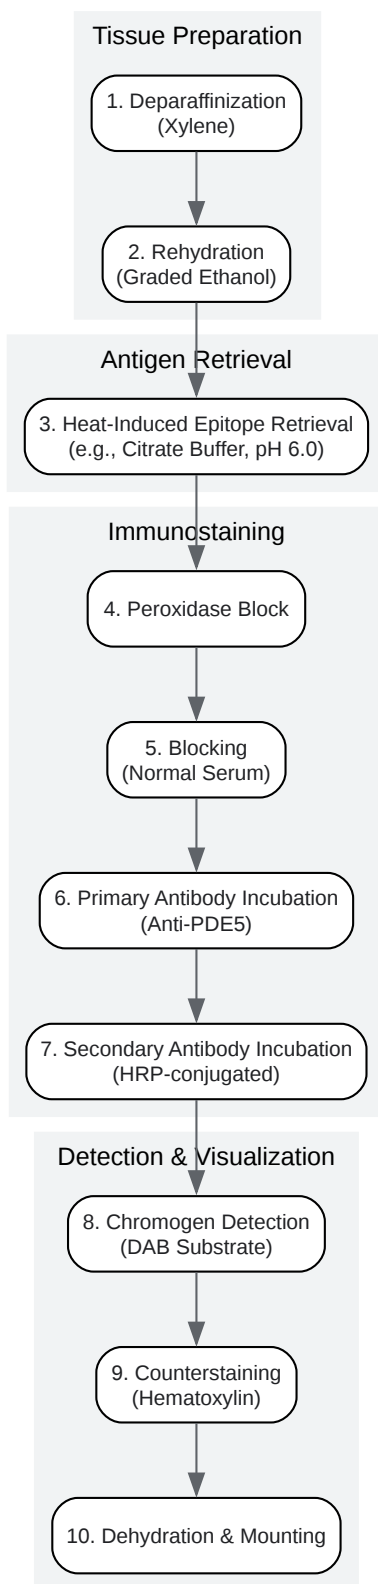 Tissue Preparation
1. Deparaffinization
(Xylene)
2. Rehydration
(Graded Ethanol)
Antigen Retrieval
3. Heat-Induced Epitope Retrieval
(e.g., Citrate Buffer, pH 6.0)
Immunostaining
4. Peroxidase Block
5. Blocking
(Normal Serum)
6. Primary Antibody Incubation
(Anti-PDE5)
7. Secondary Antibody Incubation
(HRP-conjugated)
Detection & Visualization
8. Chromogen Detection
(DAB Substrate)
9. Counterstaining
(Hematoxylin)
10. Dehydration & Mounting